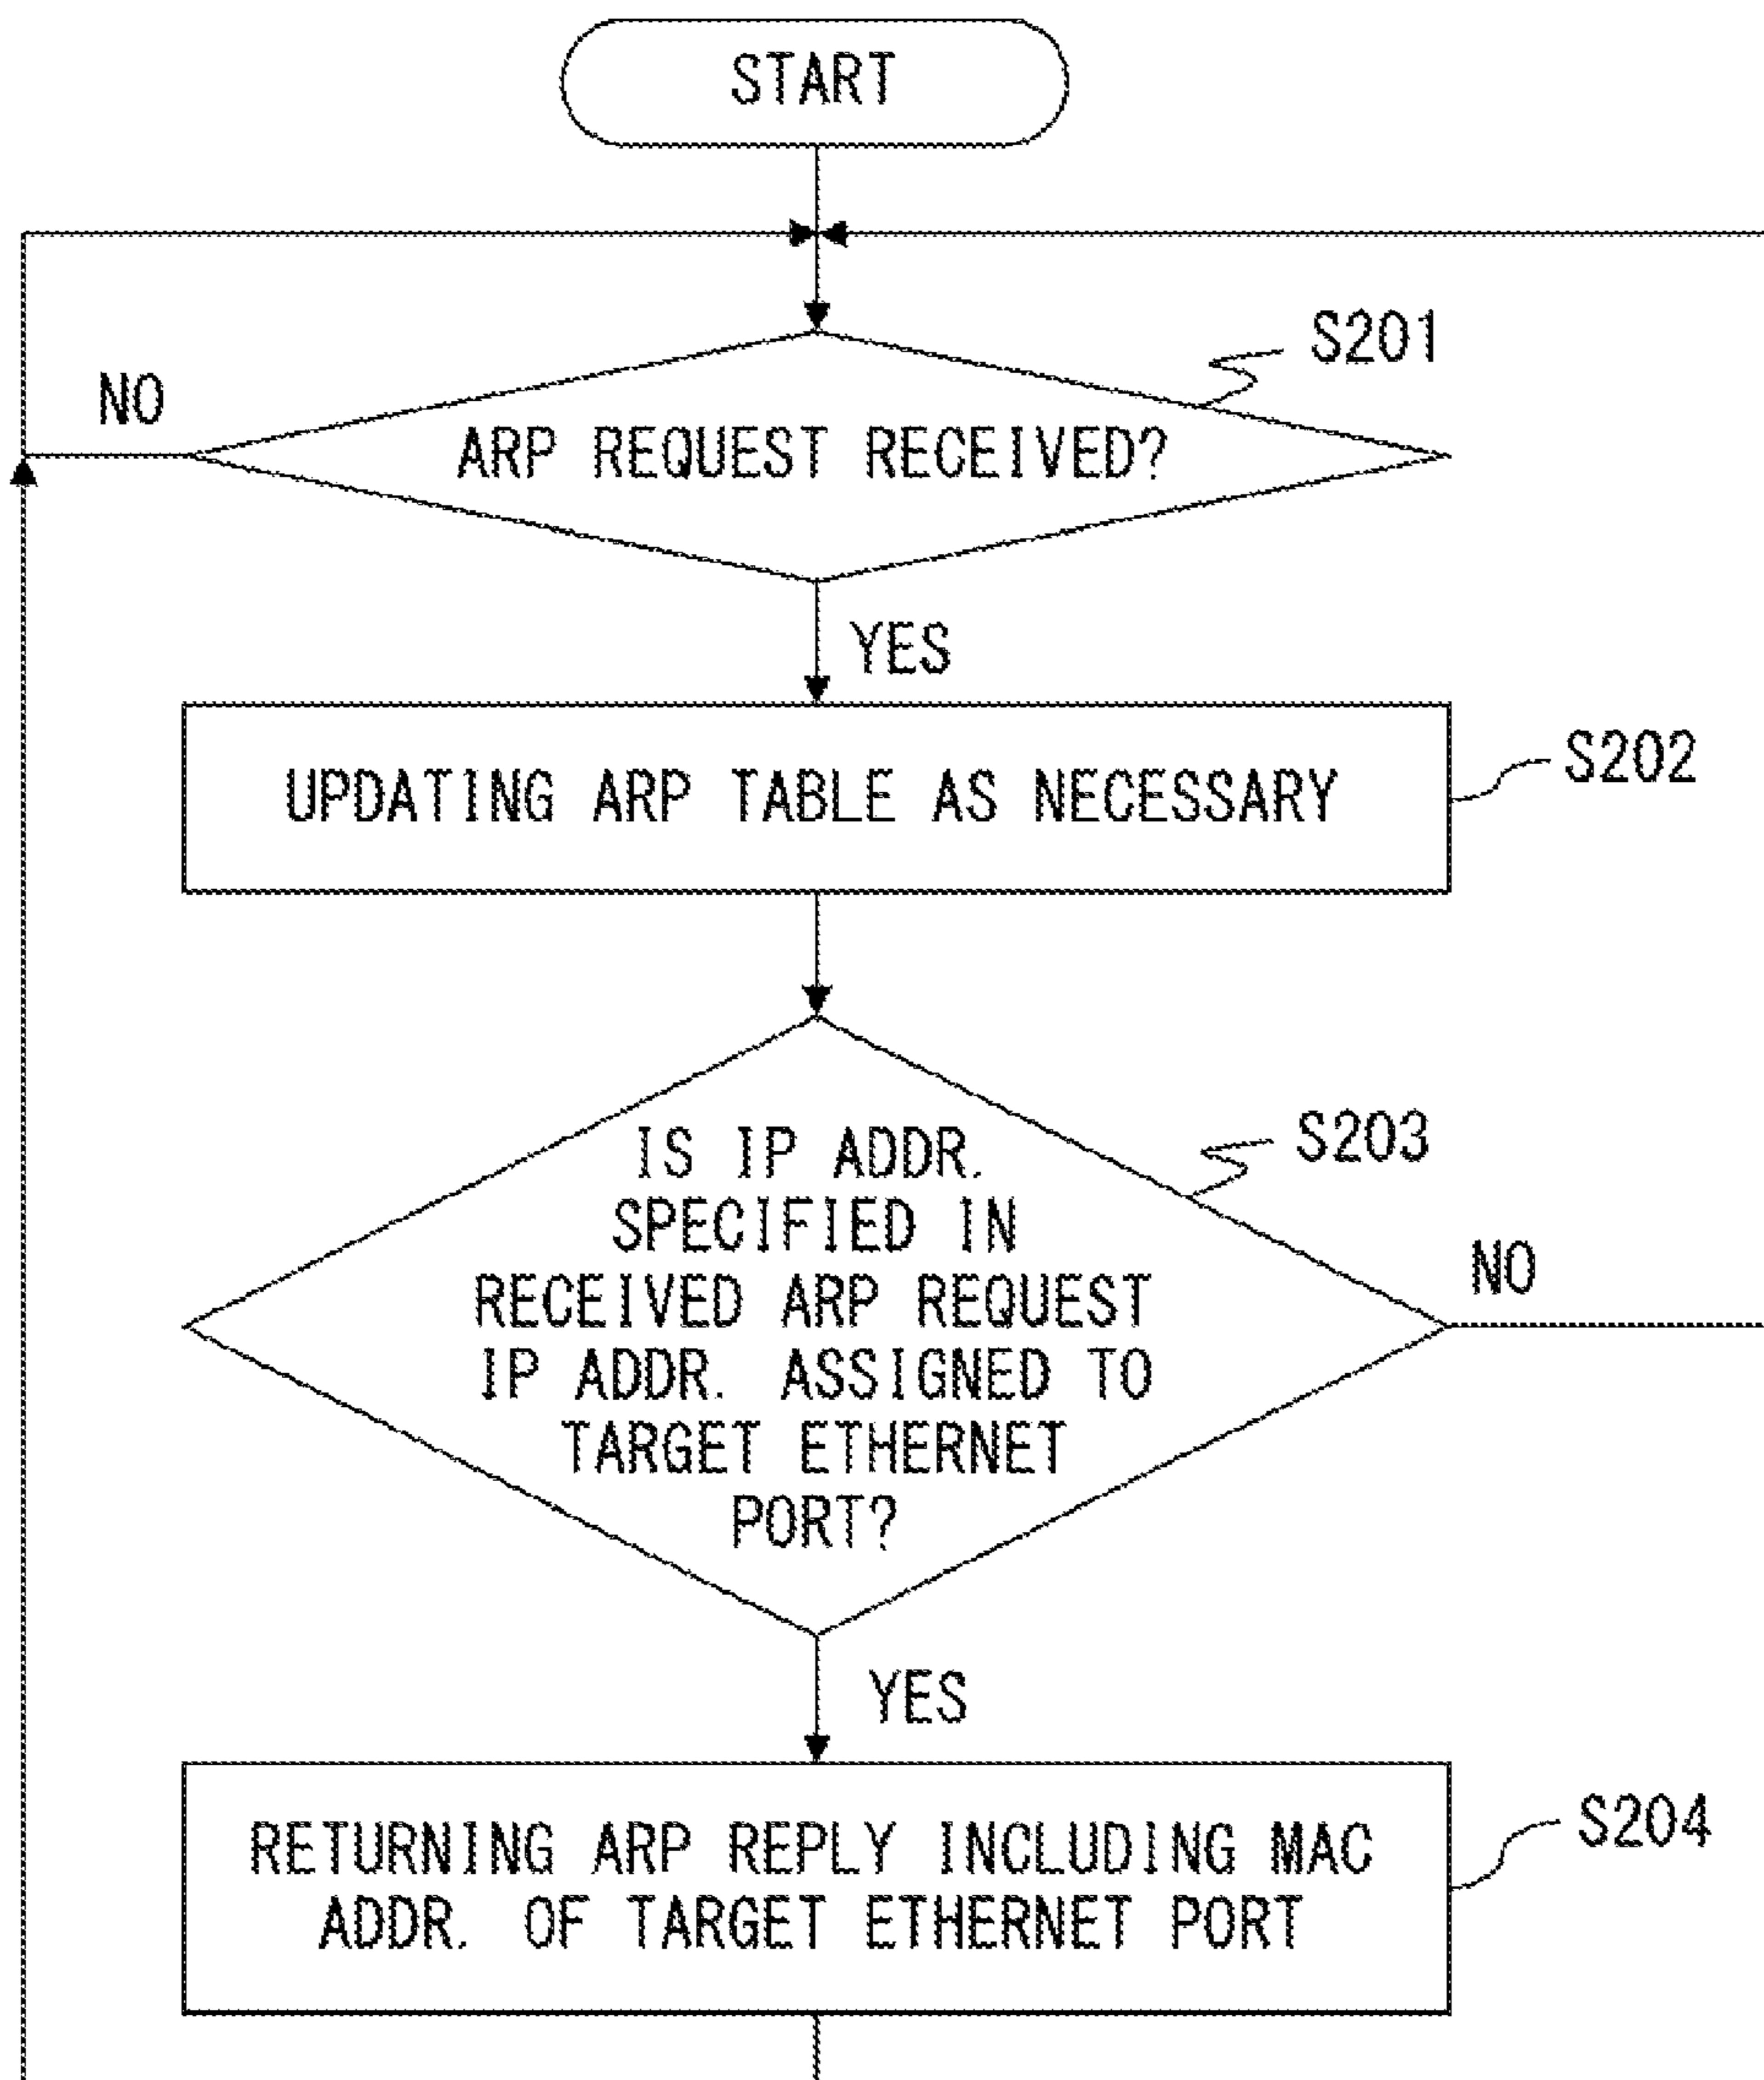 START
S201
NO
ARP REQUEST RECEIVED?
YES
S202
UPDATING ARP TABLE AS NECESSARY
S203
IS IP ADDR.
SPECIFIED IN
RECEIVED ARP REQUEST
IP ADDR. ASSIGNED TO
TARGET ETHERNET
PORT?
NO
YES
S204
RETURNING ARP REPLY INCLUDING MAC
ADDR. OF TARGET ETHERNET PORT